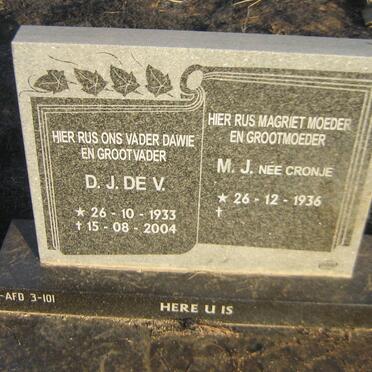 HIER RUS ONS VADER DAWIE
EN GROOTVADER
D. J. DE V.
★ 26 - 10 - 1933
† 15 - 08 - 2004
HIER RUS MAGRIET MOEDER
EN GROOTMOEDER
M. J. NÉE CRONJE
★ 26 - 12 - 1936
†
-AFD 3-101
HERE U IS